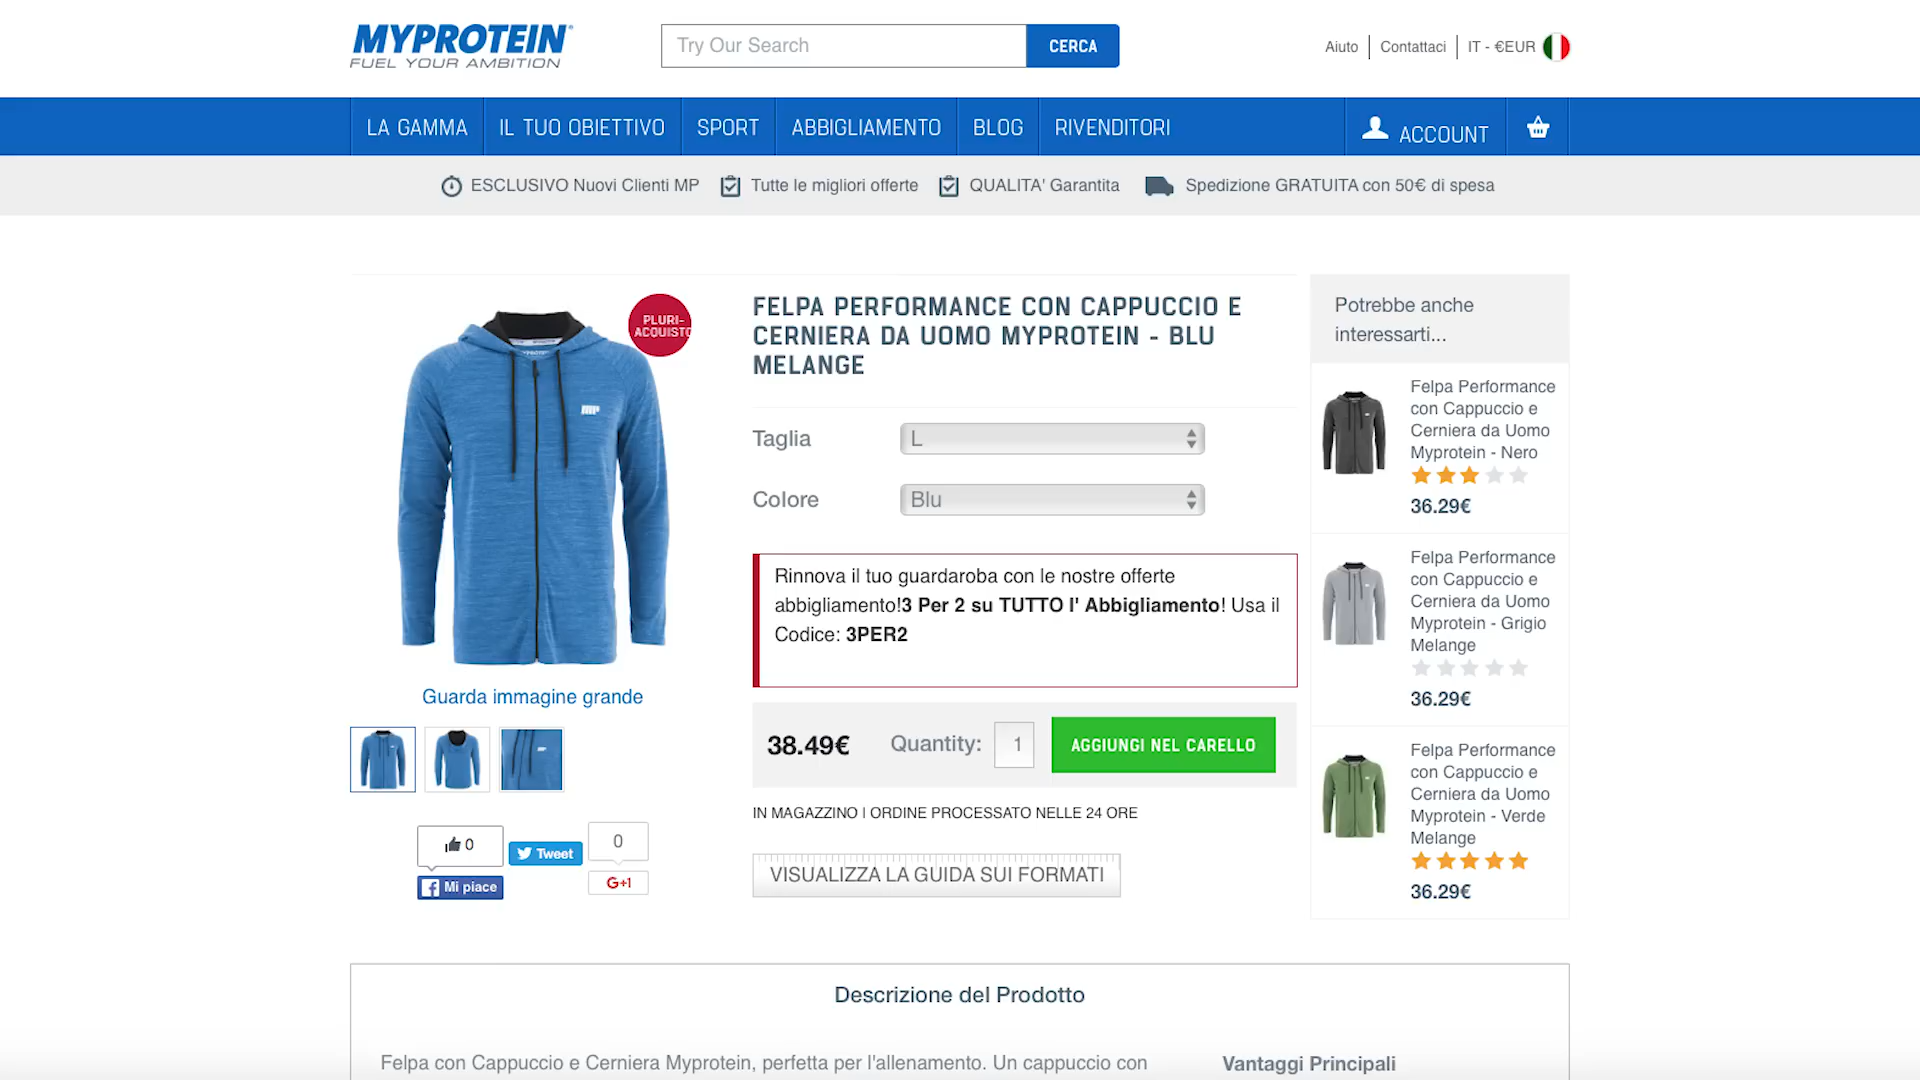 MYPROTEIN
FUEL YOUR AMBITION
Try Our Search
CERCA
Aiuto
Contattaci
IT - €EUR
LA GAMMA
IL TUO OBIETTIVO
SPORT
ABBIGLIAMENTO
BLOG
RIVENDITORI
ACCOUNT
ESCLUSIVO Nuovi Clienti MP
Tutte le migliori offerte
QUALITA' Garantita
Spedizione GRATUITA con 50€ di spesa
PLURI-
ACQUISTO
MYPROTEIN
Guarda immagine grande
0
Mi piace
Tweet
0
G+1
FELPA PERFORMANCE CON CAPPUCCIO E
CERNIERA DA UOMO MYPROTEIN - BLU
MELANGE
Taglia
L
Colore
Blu
Rinnova il tuo guardaroba con le nostre offerte
abbigliamento!3 Per 2 su TUTTO l' Abbigliamento! Usa il
Codice: 3PER2
38.49€
Quantity:
1
AGGIUNGI NEL CARELLO
IN MAGAZZINO | ORDINE PROCESSATO NELLE 24 ORE
VISUALIZZA LA GUIDA SUI FORMATI
Potrebbe anche
interessarti...
Felpa Performance
con Cappuccio e
Cerniera da Uomo
Myprotein - Nero
36.29€
Felpa Performance
con Cappuccio e
Cerniera da Uomo
Myprotein - Grigio
Melange
36.29€
Felpa Performance
con Cappuccio e
Cerniera da Uomo
Myprotein - Verde
Melange
36.29€
Descrizione del Prodotto
Felpa con Cappuccio e Cerniera Myprotein, perfetta per l'allenamento. Un cappuccio con
Vantaggi Principali